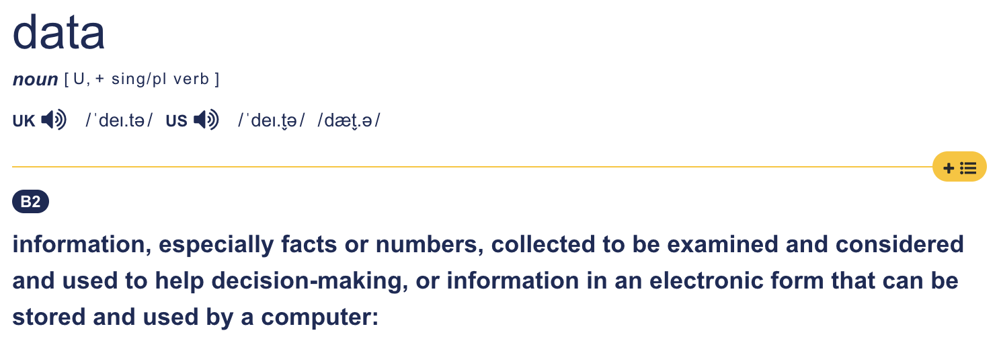 data
noun [ U, + sing/pl verb ]
UK /ˈdeɪ.tə/ US /ˈdeɪ.t̬ə/ /dæt̬.ə/
B2
information, especially facts or numbers, collected to be examined and considered
and used to help decision-making, or information in an electronic form that can be
stored and used by a computer: